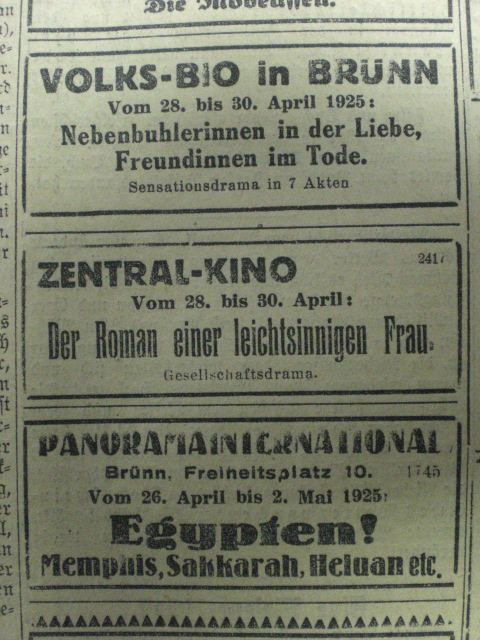 VOLKS-BIO in BRÜNN
Vom 28. bis 30. April 1925:
Nebenbuhlerinnen in der Liebe,
Freundinnen im Tode.
Sensationsdrama in 7 Akten
ZENTRAL-KINO 2417
Vom 28. bis 30. April:
Der Roman einer leichtsinnigen Frau.
Gesellschaftsdrama.
PANORAMA INTERNATIONAL
Brünn, Freiheitsplatz 10. 1745
Vom 26. April bis 2. Mai 1925:
Egypten!
Memphis, Sakkarah, Heluan etc.